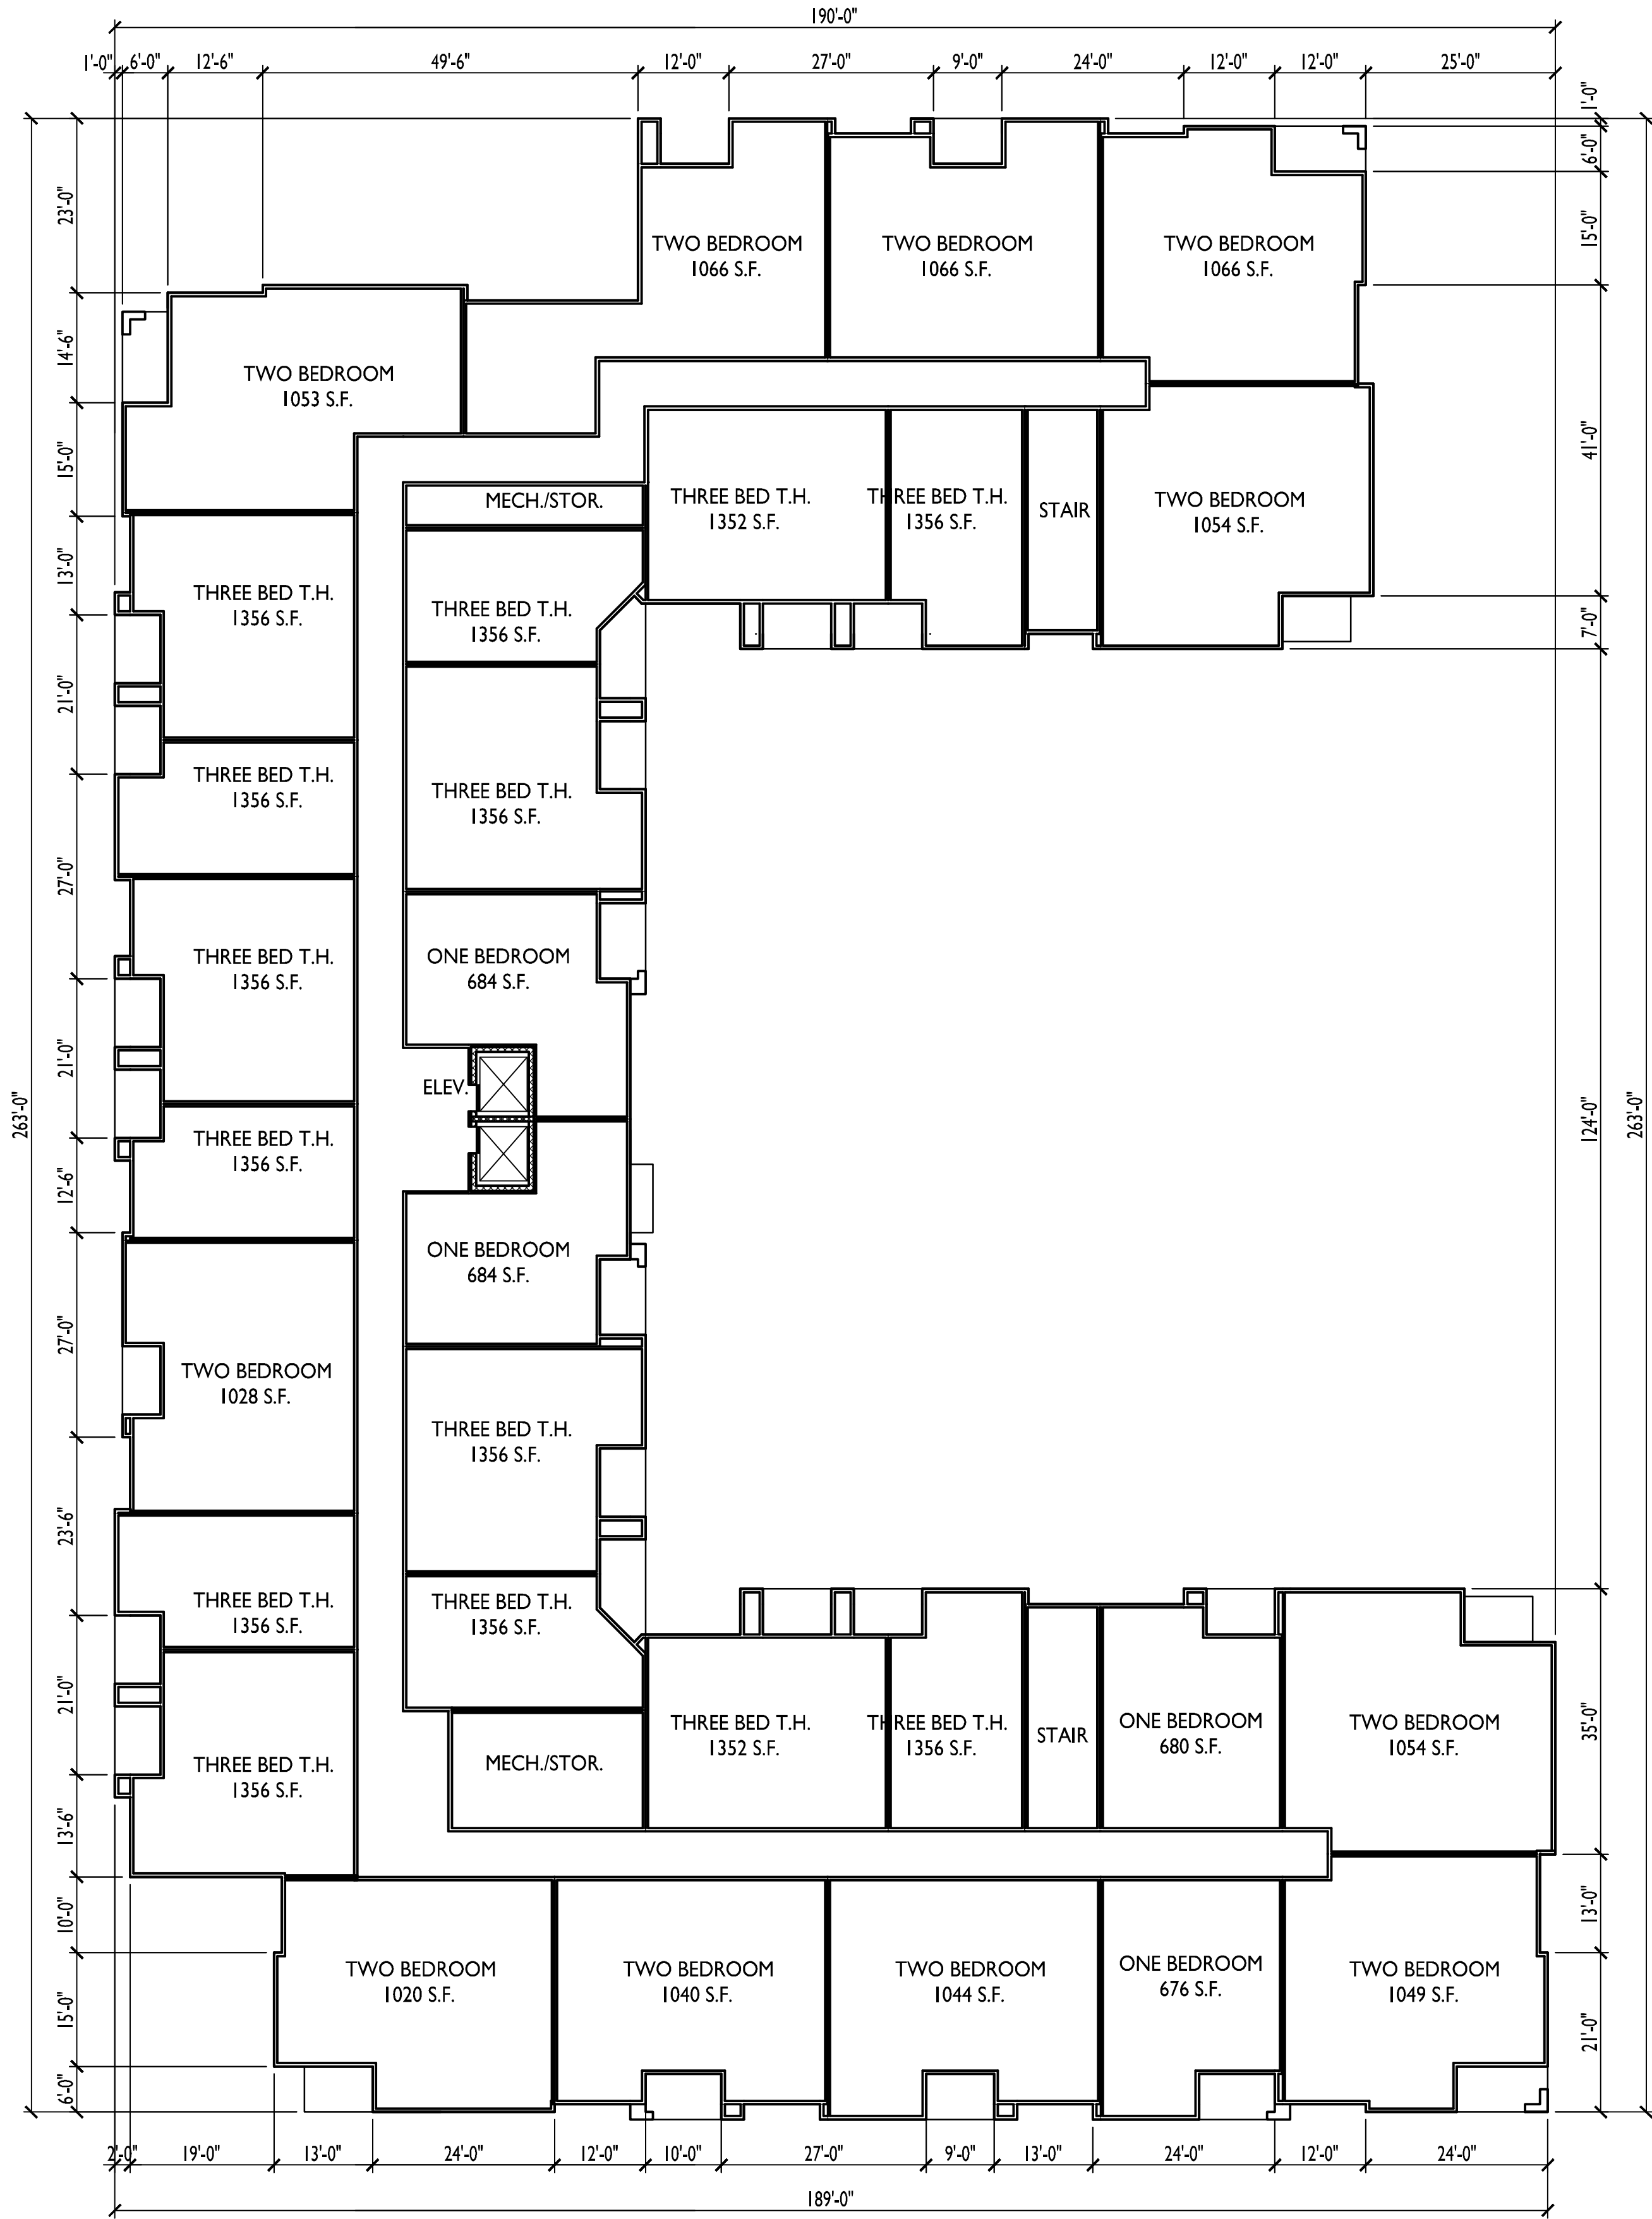 190'-0"
1'-0" 6'-0" 12'-6" 49'-6" 12'-0" 27'-0" 9'-0" 24'-0" 12'-0" 12'-0" 25'-0"
1'-0"
6'-0"
23'-0"
15'-0"
TWO BEDROOM
1066 S.F.
TWO BEDROOM
1066 S.F.
TWO BEDROOM
1066 S.F.
14'-6"
TWO BEDROOM
1053 S.F.
41'-0"
15'-0"
MECH./STOR.
THREE BED T.H.
1352 S.F.
THREE BED T.H.
1356 S.F.
STAIR
TWO BEDROOM
1054 S.F.
13'-0"
THREE BED T.H.
1356 S.F.
THREE BED T.H.
1356 S.F.
7'-0"
21'-0"
THREE BED T.H.
1356 S.F.
THREE BED T.H.
1356 S.F.
27'-0"
THREE BED T.H.
1356 S.F.
ONE BEDROOM
684 S.F.
21'-0"
ELEV.
263'-0"
124'-0"
263'-0"
THREE BED T.H.
1356 S.F.
12'-6"
ONE BEDROOM
684 S.F.
27'-0"
TWO BEDROOM
1028 S.F.
THREE BED T.H.
1356 S.F.
23'-6"
THREE BED T.H.
1356 S.F.
THREE BED T.H.
1356 S.F.
21'-0"
THREE BED T.H.
1356 S.F.
MECH./STOR.
THREE BED T.H.
1352 S.F.
THREE BED T.H.
1356 S.F.
STAIR
ONE BEDROOM
680 S.F.
TWO BEDROOM
1054 S.F.
35'-0"
13'-6"
10'-0"
13'-0"
TWO BEDROOM
1020 S.F.
TWO BEDROOM
1040 S.F.
TWO BEDROOM
1044 S.F.
ONE BEDROOM
676 S.F.
TWO BEDROOM
1049 S.F.
15'-0"
21'-0"
6'-0"
2'-0" 19'-0" 13'-0" 24'-0" 12'-0" 10'-0" 27'-0" 9'-0" 13'-0" 24'-0" 12'-0" 24'-0"
189'-0"